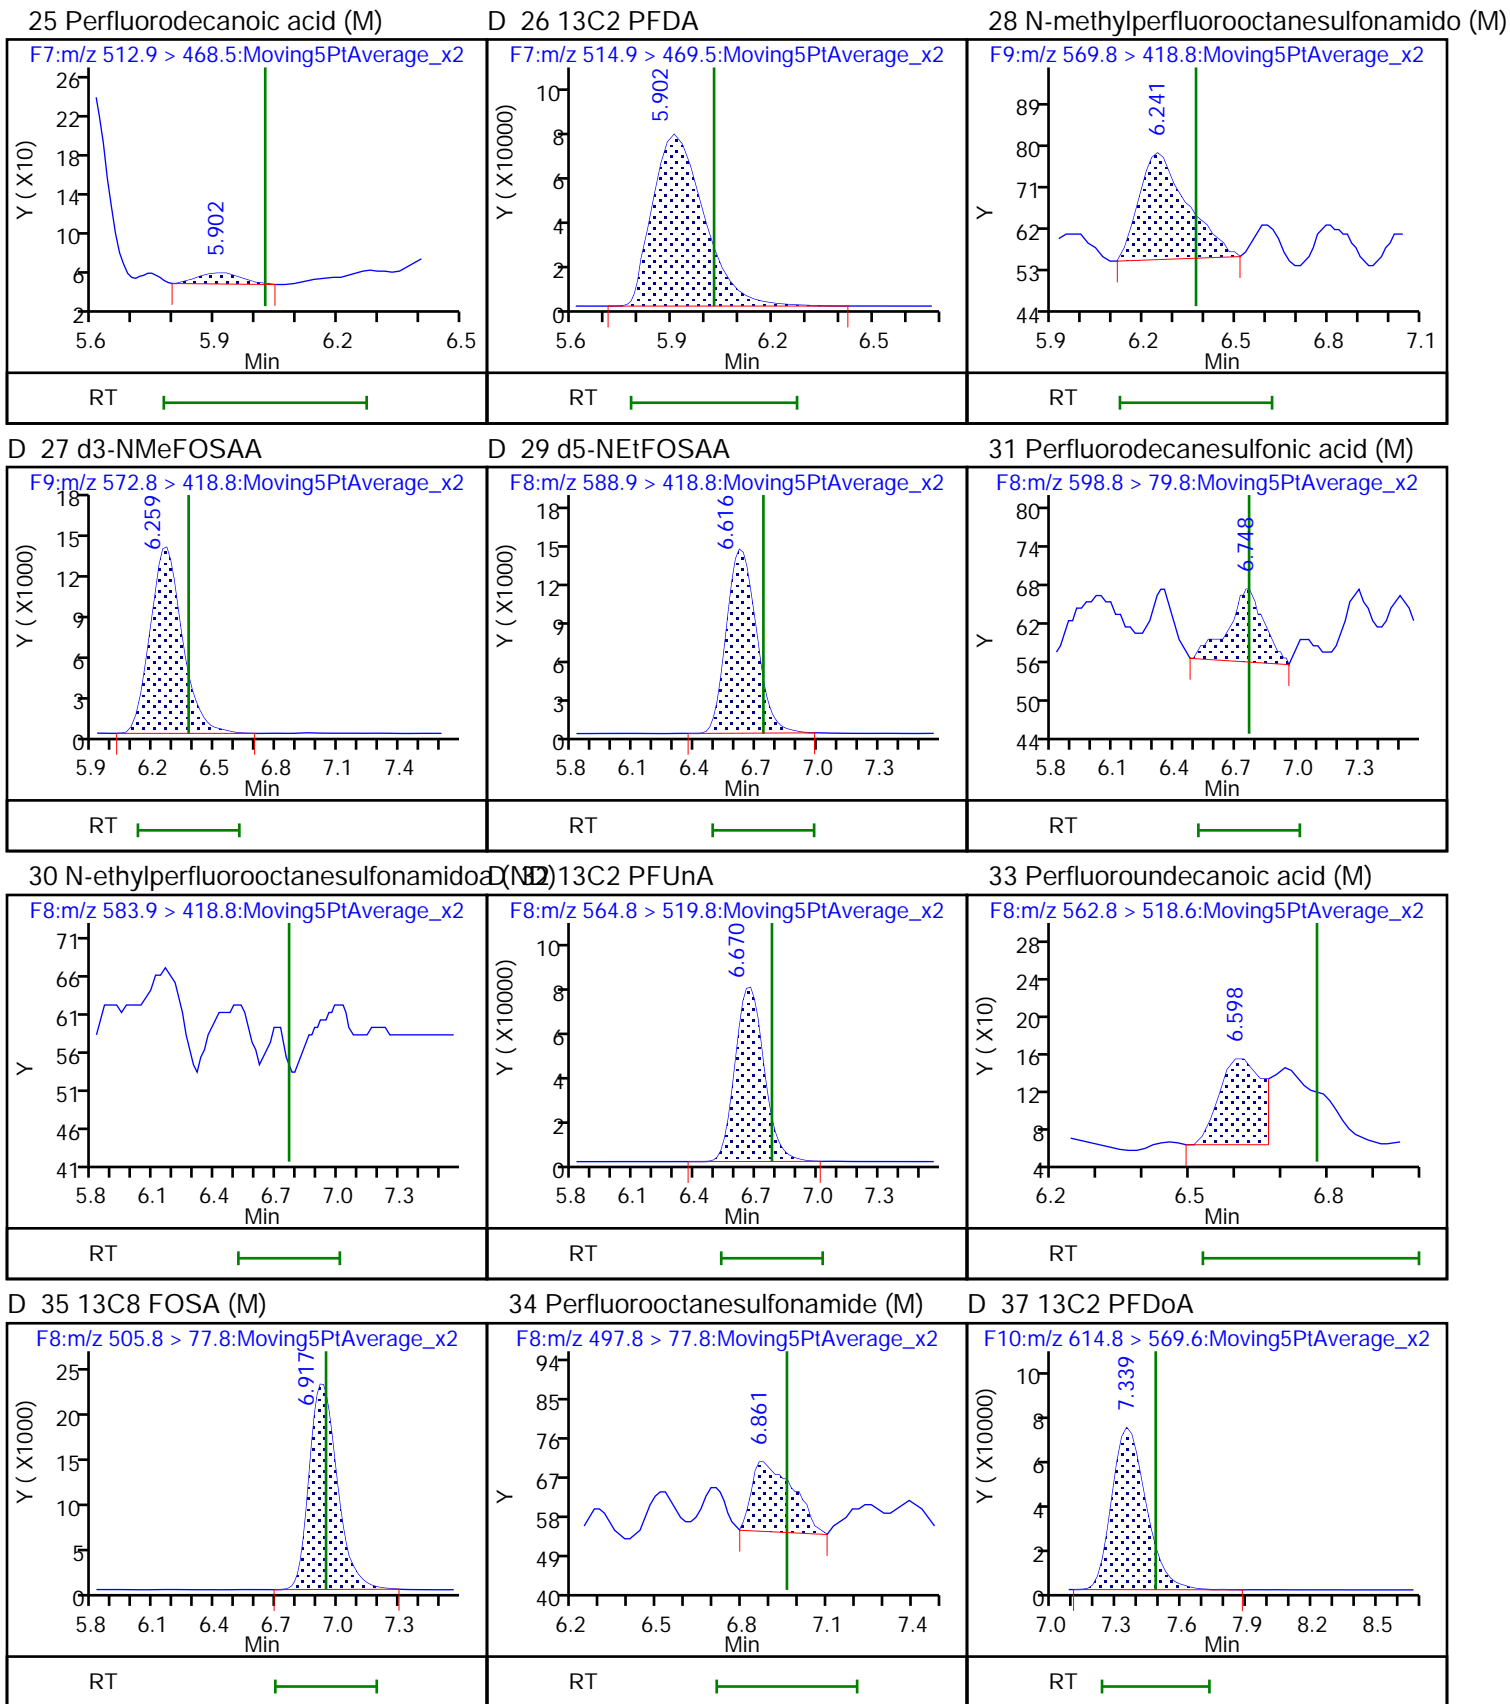 25 Perfluorodecanoic acid (M)
F7:m/z 512.9 > 468.5:Moving5PtAverage_x2
Y ( X10)
26
22
18
14
10
6
2
5.902
5.6 5.9 6.2 6.5
Min
RT
D 26 13C2 PFDA
F7:m/z 514.9 > 469.5:Moving5PtAverage_x2
Y ( X10000)
10
8
6
4
2
0
5.902
5.6 5.9 6.2 6.5
Min
RT
28 N-methylperfluorooctanesulfonamido (M)
F9:m/z 569.8 > 418.8:Moving5PtAverage_x2
Y
89
80
71
62
53
44
6.241
5.9 6.2 6.5 6.8 7.1
Min
RT
D 27 d3-NMeFOSAA
F9:m/z 572.8 > 418.8:Moving5PtAverage_x2
Y ( X1000)
18
15
12
9
6
3
0
6.259
5.9 6.2 6.5 6.8 7.1 7.4
Min
RT
D 29 d5-NEtFOSAA
F8:m/z 588.9 > 418.8:Moving5PtAverage_x2
Y ( X1000)
18
15
12
9
6
3
0
6.616
5.8 6.1 6.4 6.7 7.0 7.3
Min
RT
31 Perfluorodecanesulfonic acid (M)
F8:m/z 598.8 > 79.8:Moving5PtAverage_x2
Y
80
74
68
62
56
50
44
6.748
5.8 6.1 6.4 6.7 7.0 7.3
Min
RT
30 N-ethylperfluorooctanesulfonamidoa (ND)
F8:m/z 583.9 > 418.8:Moving5PtAverage_x2
Y
71
66
61
56
51
46
41
5.8 6.1 6.4 6.7 7.0 7.3
Min
RT
D 32 13C2 PFUnA
F8:m/z 564.8 > 519.8:Moving5PtAverage_x2
Y ( X10000)
10
8
6
4
2
0
6.670
5.8 6.1 6.4 6.7 7.0 7.3
Min
RT
33 Perfluoroundecanoic acid (M)
F8:m/z 562.8 > 518.6:Moving5PtAverage_x2
Y ( X10)
28
24
20
16
12
8
4
6.598
6.2 6.5 6.8
Min
RT
D 35 13C8 FOSA (M)
F8:m/z 505.8 > 77.8:Moving5PtAverage_x2
Y ( X1000)
25
20
15
10
5
0
6.917
5.8 6.1 6.4 6.7 7.0 7.3
Min
RT
34 Perfluorooctanesulfonamide (M)
F8:m/z 497.8 > 77.8:Moving5PtAverage_x2
Y
94
85
76
67
58
49
40
6.861
6.2 6.5 6.8 7.1 7.4
Min
RT
D 37 13C2 PFDoA
F10:m/z 614.8 > 569.6:Moving5PtAverage_x2
Y ( X10000)
10
8
6
4
2
0
7.339
7.0 7.3 7.6 7.9 8.2 8.5
Min
RT